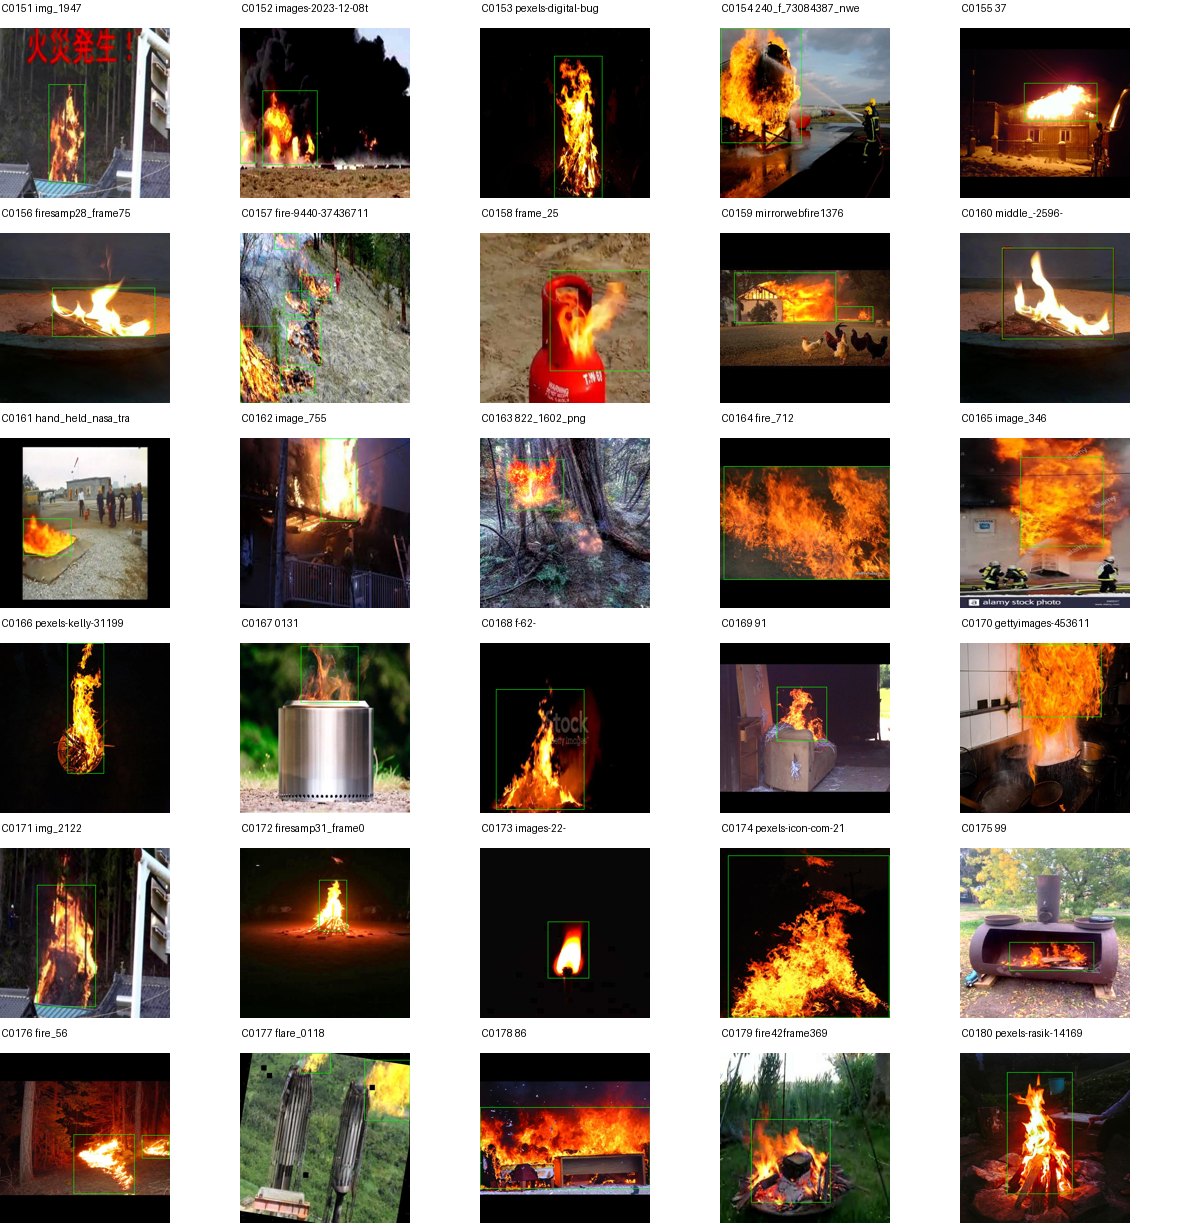 C0151 img_1947
C0152 images-2023-12-08t
C0153 pexels-digital-bug
C0154 240_f_73084387_nwe
C0155 37
火災発生!
C0156 firesamp28_frame75
C0157 fire-9440-37436711
C0158 frame_25
C0159 mirrorwebfire1376
C0160 middle_-2596-
WARNING
C0161 hand_held_nasa_tra
C0162 image_755
C0163 822_1602_png
C0164 fire_712
C0165 image_346
alamy
a alamy stock photo
C0166 pexels-kelly-31199
C0167 0131
C0168 f-62-
C0169 91
C0170 gettyimages-453611
stock
C0171 img_2122
C0172 firesamp31_frame0
C0173 images-22-
C0174 pexels-icon-com-21
C0175 99
C0176 fire_56
C0177 flare_0118
C0178 86
C0179 fire42frame369
C0180 pexels-rasik-14169